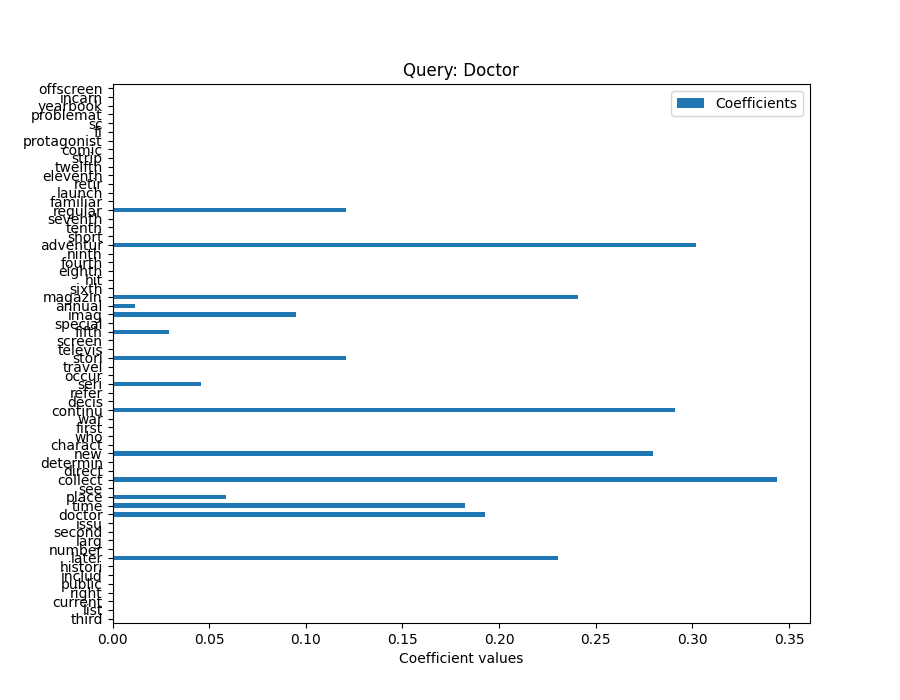 Query: Doctor
Coefficients
offscreen
incarn
yearbook
problemat
sc
fi
protagonist
comic
strip
twelfth
eleventh
retir
launch
familiar
regular
seventh
tenth
short
adventur
ninth
fourth
eighth
hit
sixth
magazin
annual
imag
special
fifth
screen
televis
stori
travel
occur
seri
refer
decis
continu
war
first
who
charact
new
determin
direct
collect
see
place
time
doctor
issu
second
larg
number
later
histori
includ
public
right
current
list
third
0.00 0.05 0.10 0.15 0.20 0.25 0.30 0.35
Coefficient values